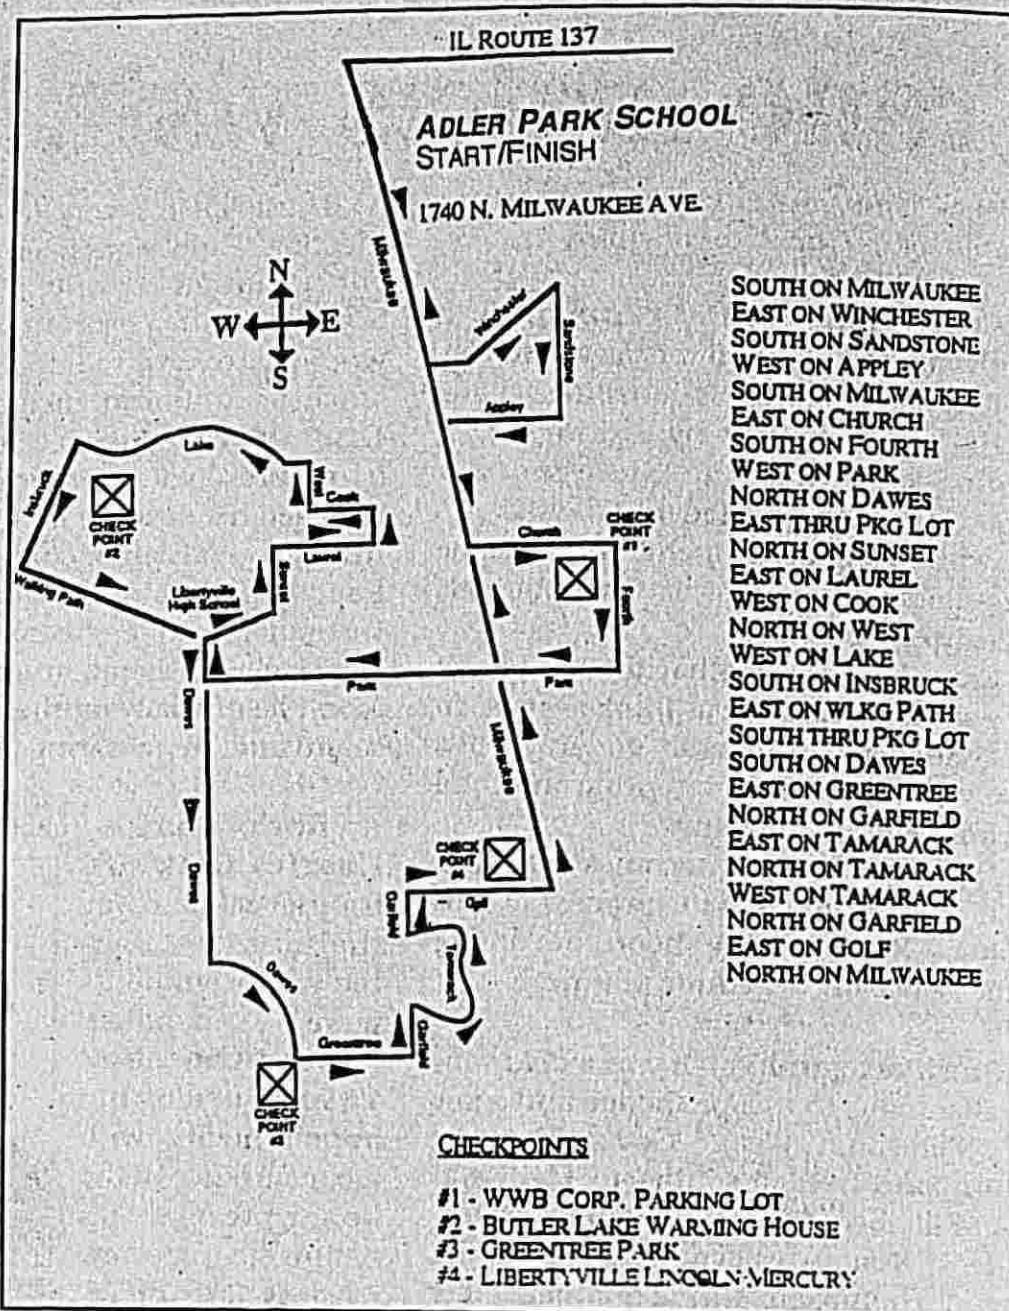 IL ROUTE 137
ADLER PARK SCHOOL
START/FINISH
1740 N. MILWAUKEE AVE.
Milwaukee
N
W E
S
Winchester
Sandstone
Appley
SOUTH ON MILWAUKEE
EAST ON WINCHESTER
SOUTH ON SANDSTONE
WEST ON APPLEY
SOUTH ON MILWAUKEE
EAST ON CHURCH
SOUTH ON FOURTH
WEST ON PARK
NORTH ON DAWES
EAST THRU PKG LOT
NORTH ON SUNSET
EAST ON LAUREL
WEST ON COOK
NORTH ON WEST
WEST ON LAKE
SOUTH ON INSBRUCK
EAST ON WLKG PATH
SOUTH THRU PKG LOT
SOUTH ON DAWES
EAST ON GREENTREE
NORTH ON GARFIELD
EAST ON TAMARACK
NORTH ON TAMARACK
WEST ON TAMARACK
NORTH ON GARFIELD
EAST ON GOLF
NORTH ON MILWAUKEE
Lake
West
Cook
Laurel
Sunset
Insbruck
CHECK
POINT
#2
Walking Path
Libertyville
High School
Church
CHECK
POINT
#1
Fourth
Park
Park
Dawes
Milwaukee
Dawes
CHECK
POINT
#4
Golf
Garfield
Tamarack
Dawes
Greentree
Garfield
CHECK
POINT
#3
CHECKPOINTS
#1 - WWB CORP. PARKING LOT
#2 - BUTLER LAKE WARMING HOUSE
#3 - GREENTREE PARK
#4 - LIBERTYVILLE LINCOLN-MERCURY